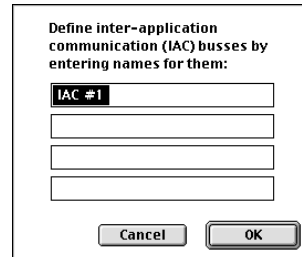 Define inter-application
communication (IAC) busses by
entering names for them:
IAC #1
Cancel
OK